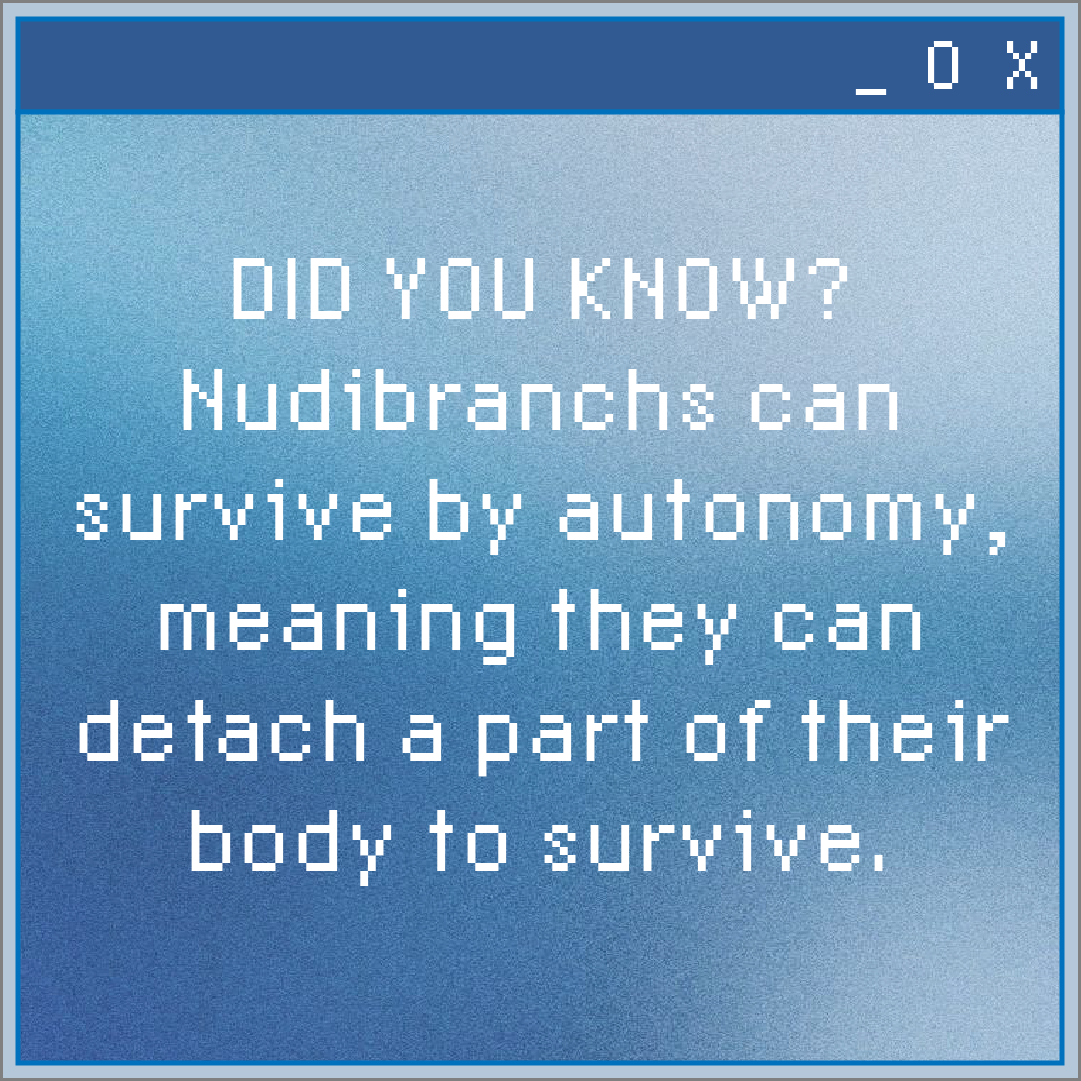 _ O X
DID YOU KNOW?
Nudibranchs can
survive by autonomy,
meaning they can
detach a part of their
body to survive.